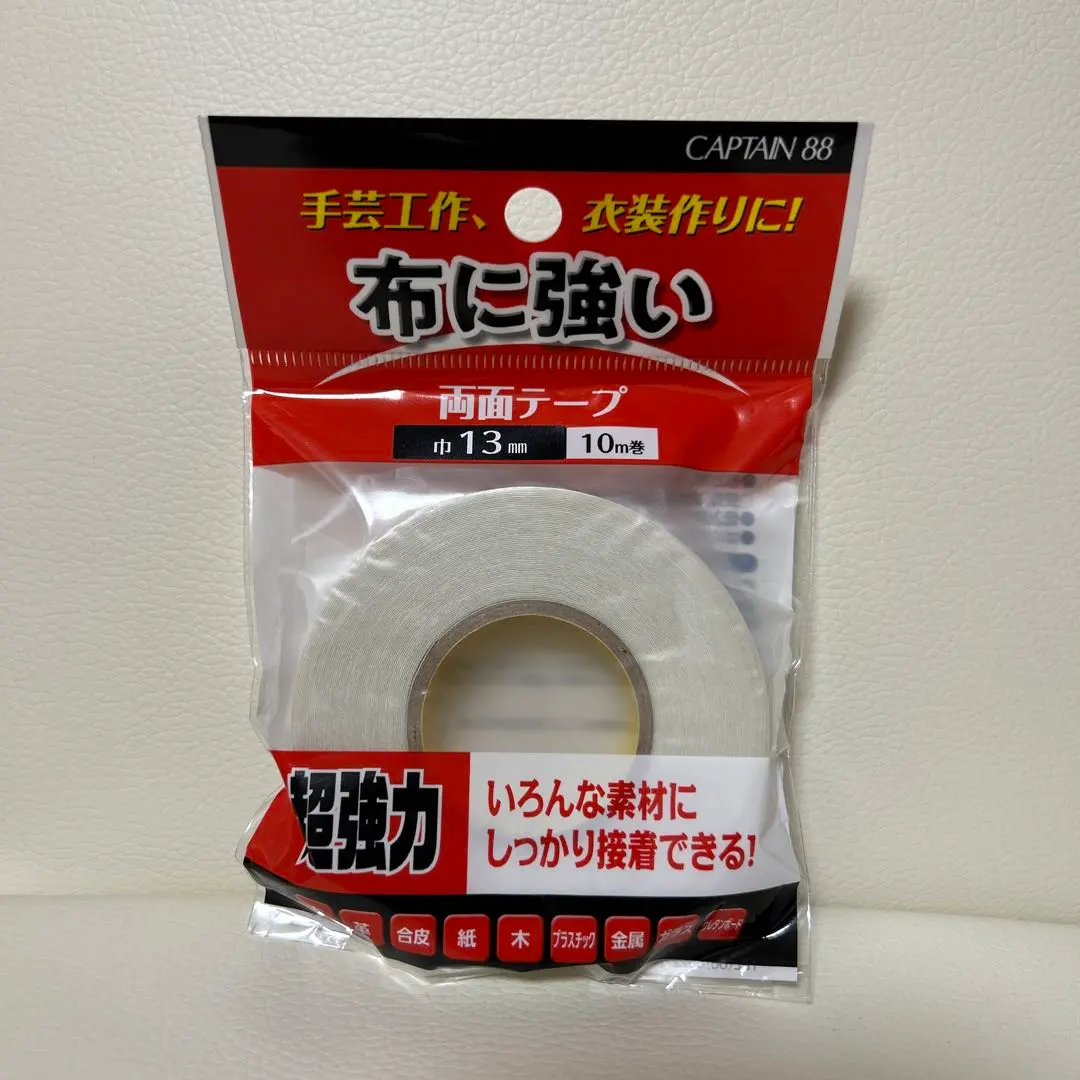 CAPTAIN 88
手芸工作、衣装作りに!
布に強い
両面テープ
巾13mm 10m巻
超強力
いろんな素材に
しっかり接着できる!
革 合皮 紙 木 プラスチック 金属 ガラス ウレタンボード